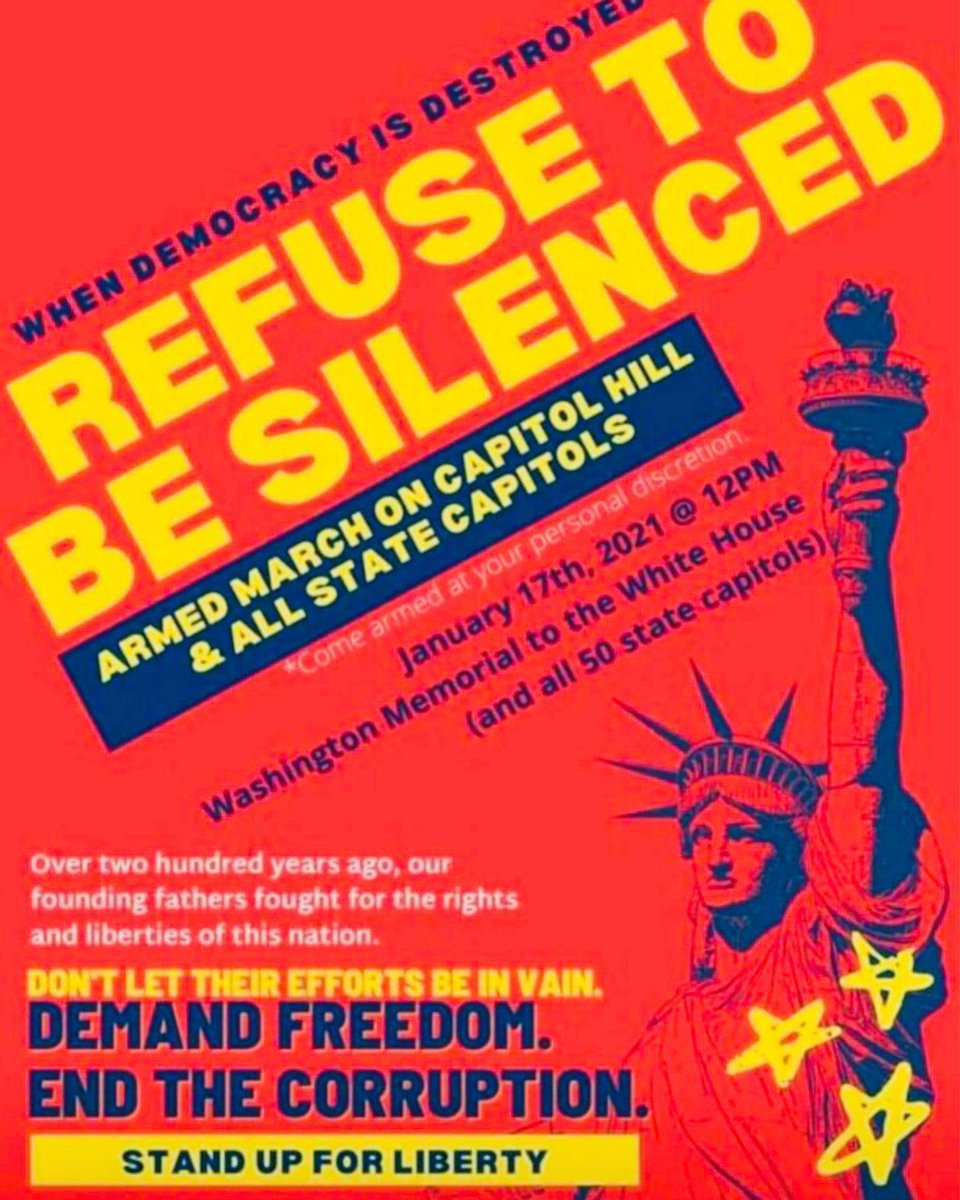 WHEN DEMOCRACY IS DESTROYED
REFUSE TO
BE SILENCED
ARMED MARCH ON CAPITOL HILL
& ALL STATE CAPITOLS
*Come armed at your personal discretion.
January 17th, 2021 @ 12PM
Washington Memorial to the White House
(and all 50 state capitols)
Over two hundred years ago, our
founding fathers fought for the rights
and liberties of this nation.
DON'T LET THEIR EFFORTS BE IN VAIN.
DEMAND FREEDOM.
END THE CORRUPTION.
STAND UP FOR LIBERTY